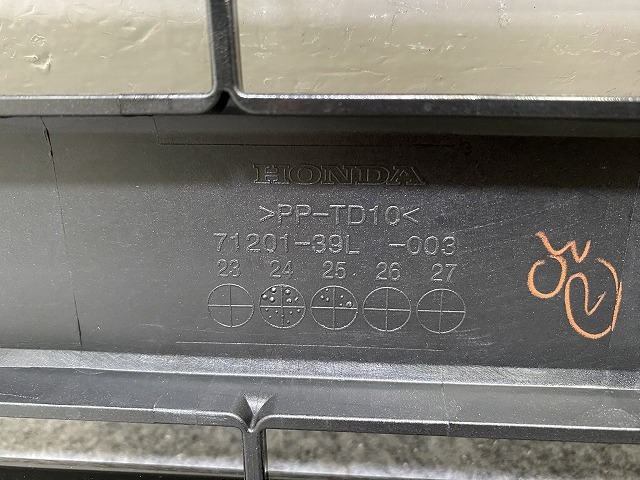 HONDA
>PP-TD10<
71201-39L -003
23 24 25 26 27